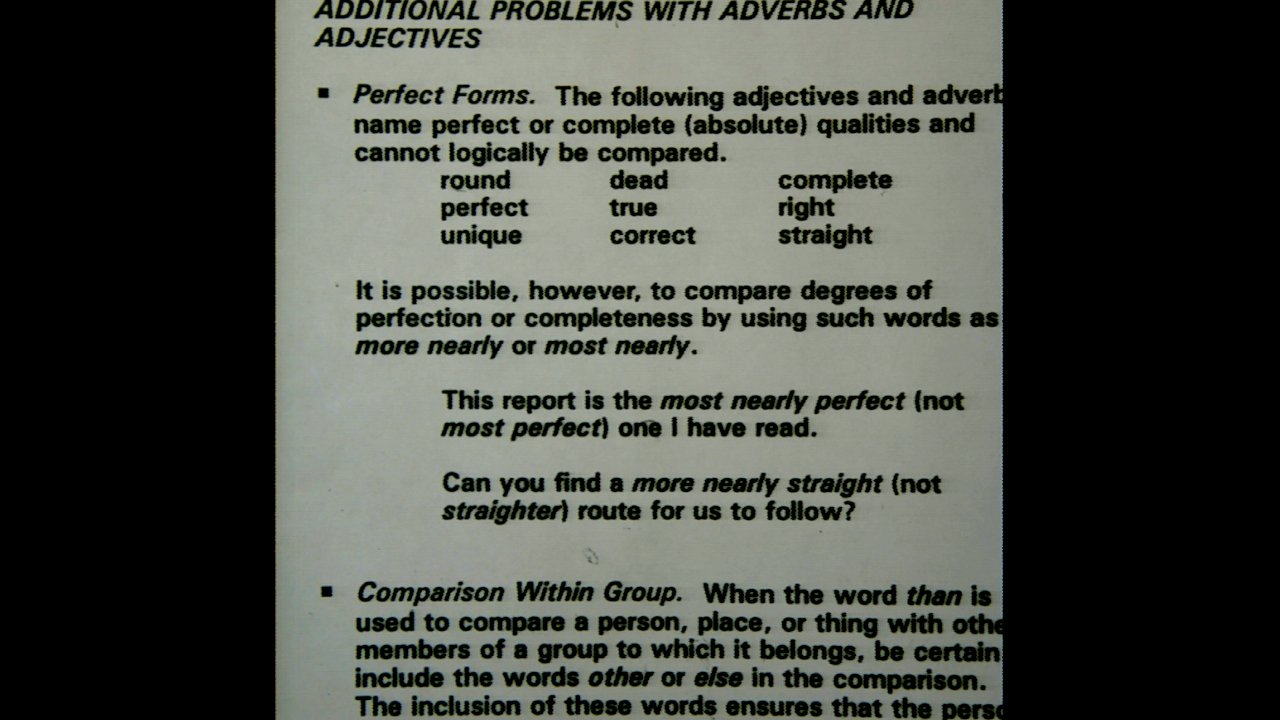 ADDITIONAL PROBLEMS WITH ADVERBS AND
ADJECTIVES
▪ Perfect Forms. The following adjectives and adverb
name perfect or complete (absolute) qualities and
cannot logically be compared.
round dead complete
perfect true right
unique correct straight
It is possible, however, to compare degrees of
perfection or completeness by using such words as
more nearly or most nearly.
This report is the most nearly perfect (not
most perfect) one I have read.
Can you find a more nearly straight (not
straighter) route for us to follow?
▪ Comparison Within Group. When the word than is
used to compare a person, place, or thing with othe
members of a group to which it belongs, be certain
include the words other or else in the comparison.
The inclusion of these words ensures that the perso